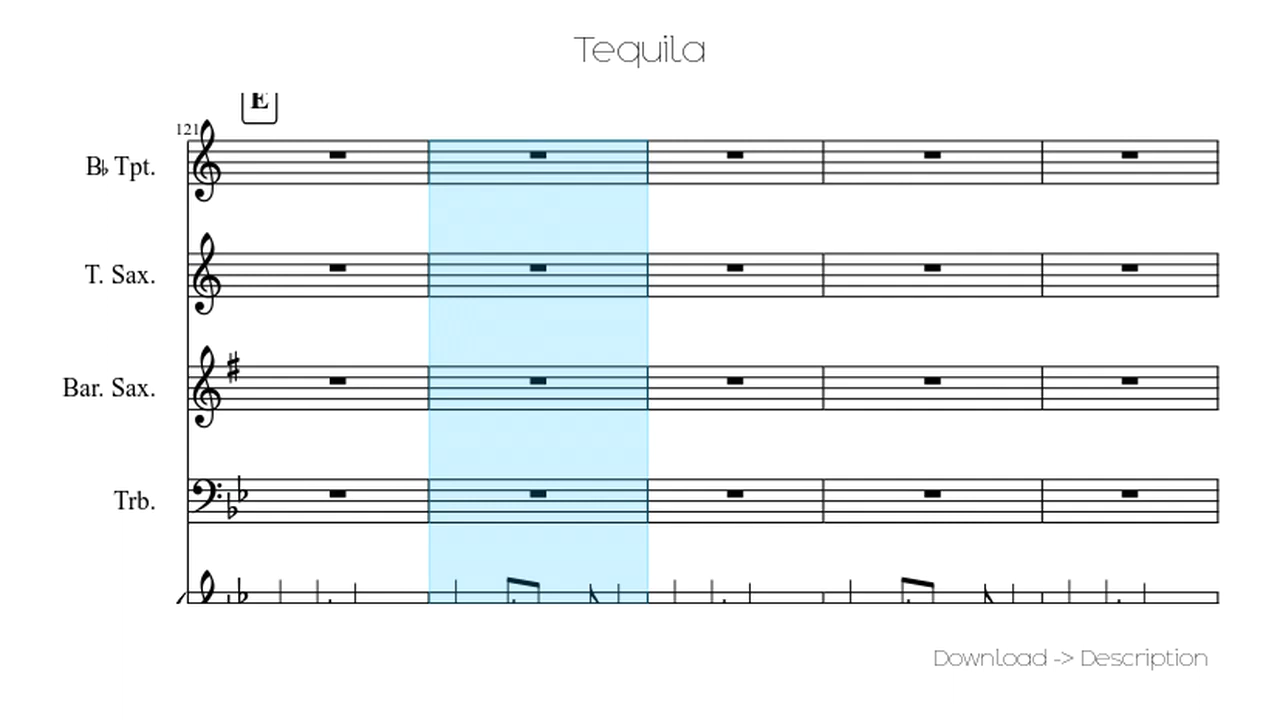 Tequila
E
121
B♭ Tpt.
T. Sax.
Bar. Sax.
Trb.
Download -> Description